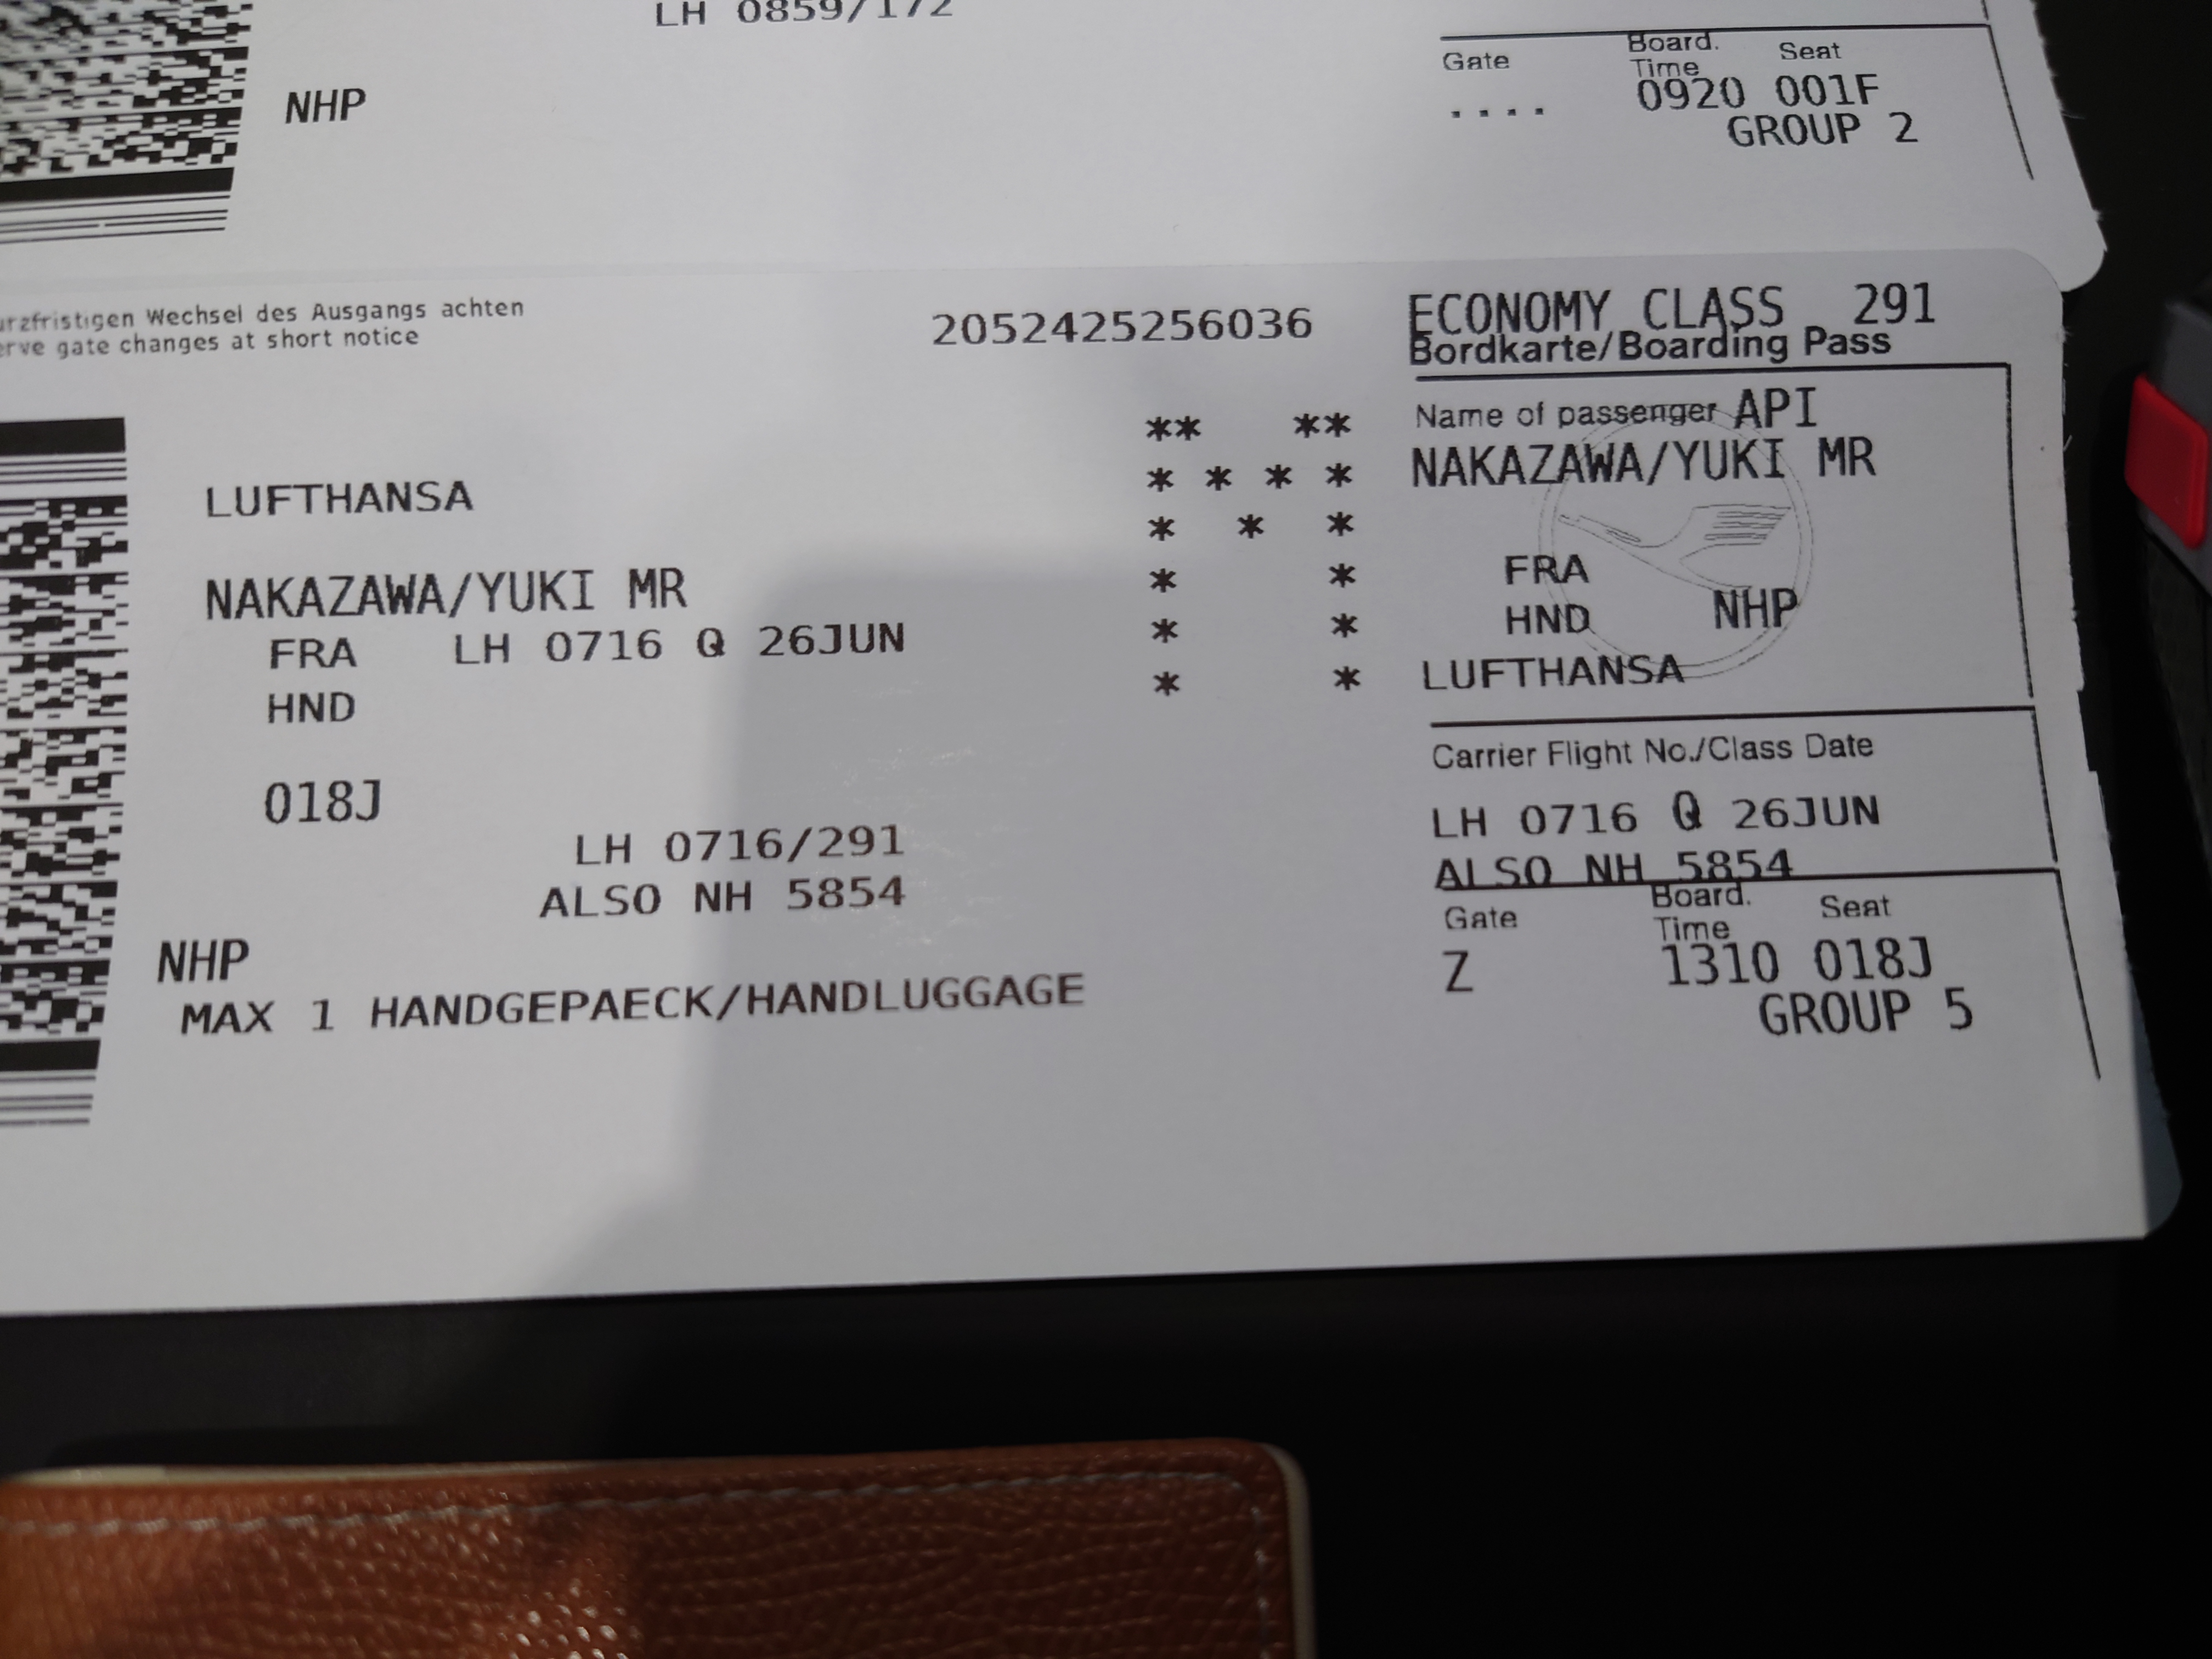 LH 0859/172
NHP
Gate Board. Time Seat
.... 0920 001F
GROUP 2
Wechsel des Ausgangs achten
gate changes at short notice
2052425256036
LUFTHANSA
NAKAZAWA/YUKI MR
FRA LH 0716 Q 26JUN
HND
018J
LH 0716/291
ALSO NH 5854
NHP
MAX 1 HANDGEPAECK/HANDLUGGAGE
** **
* * * *
* * *
* *
* *
* *
ECONOMY CLASS 291
Bordkarte/Boarding Pass
Name of passenger API
NAKAZAWA/YUKI MR
FRA
HND NHP
LUFTHANSA
Carrier Flight No./Class Date
LH 0716 Q 26JUN
ALSO NH 5854
Gate Board. Time Seat
Z 1310 018J
GROUP 5